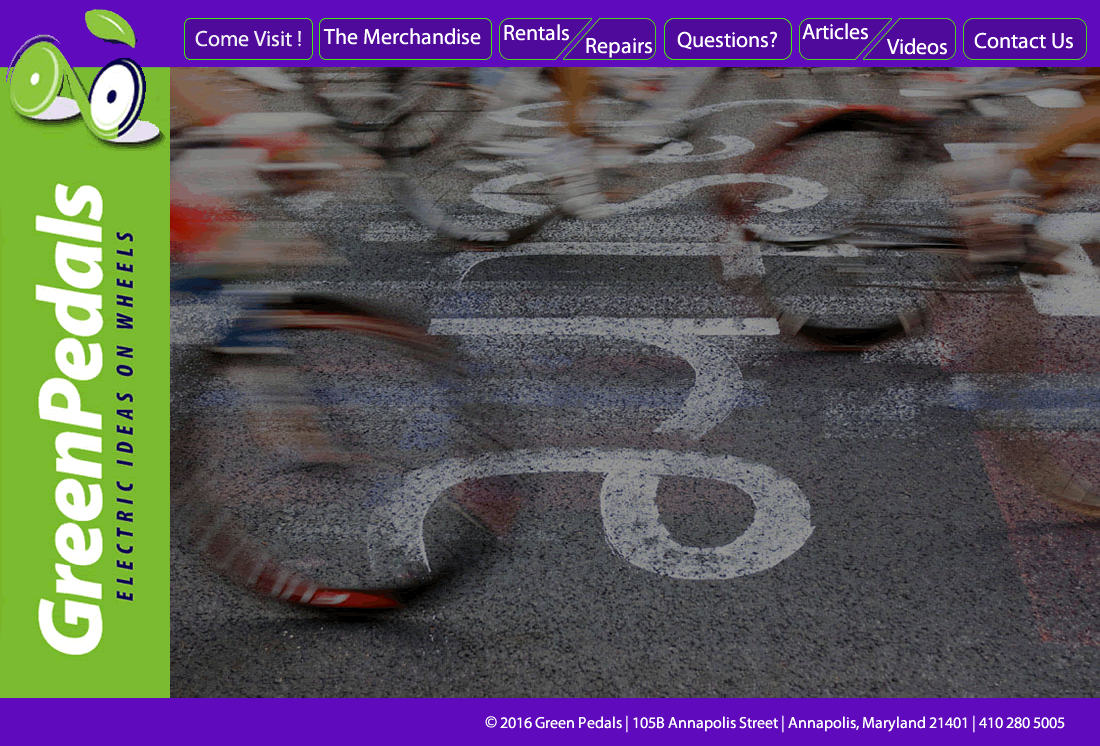 Come Visit !
The Merchandise
Rentals
Repairs
Questions?
Articles
Videos
Contact Us
GreenPedals
ELECTRIC IDEAS ON WHEELS
© 2016 Green Pedals | 105B Annapolis Street | Annapolis, Maryland 21401 | 410 280 5005